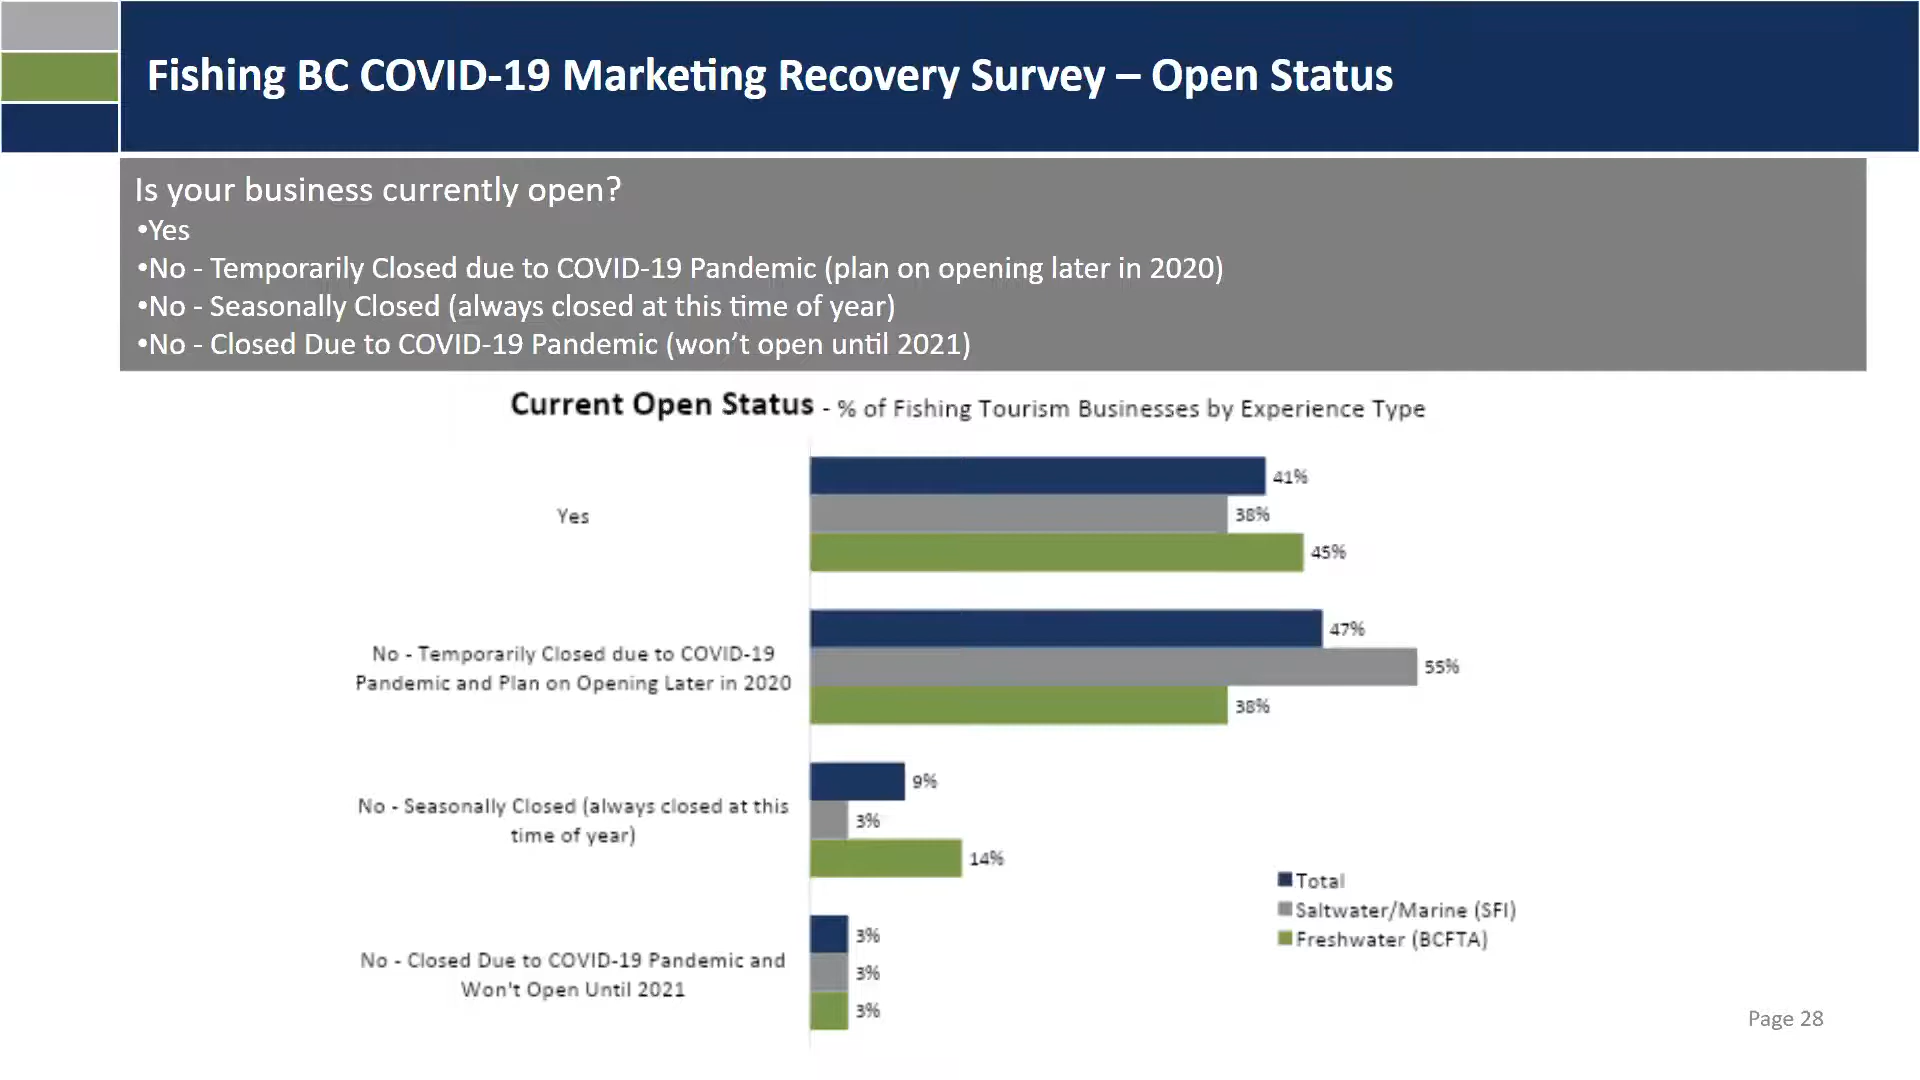 Fishing BC COVID-19 Marketing Recovery Survey – Open Status
Is your business currently open?
•Yes
•No - Temporarily Closed due to COVID-19 Pandemic (plan on opening later in 2020)
•No - Seasonally Closed (always closed at this time of year)
•No - Closed Due to COVID-19 Pandemic (won’t open until 2021)
Current Open Status - % of Fishing Tourism Businesses by Experience Type
Yes
41%
38%
45%
No - Temporarily Closed due to COVID-19
Pandemic and Plan on Opening Later in 2020
47%
55%
38%
No - Seasonally Closed (always closed at this
time of year)
9%
3%
14%
No - Closed Due to COVID-19 Pandemic and
Won't Open Until 2021
3%
3%
3%
Total
Saltwater/Marine (SFI)
Freshwater (BCFTA)
Page 28